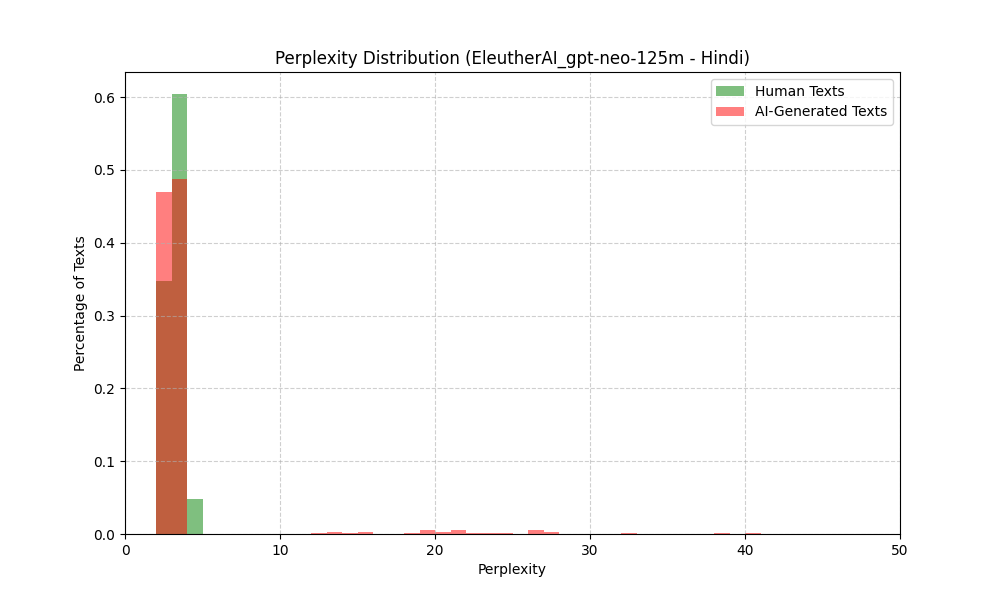 Perplexity Distribution (EleutherAI_gpt-neo-125m - Hindi)
Human Texts
AI-Generated Texts
Percentage of Texts
0.6
0.5
0.4
0.3
0.2
0.1
0.0
0 10 20 30 40 50
Perplexity